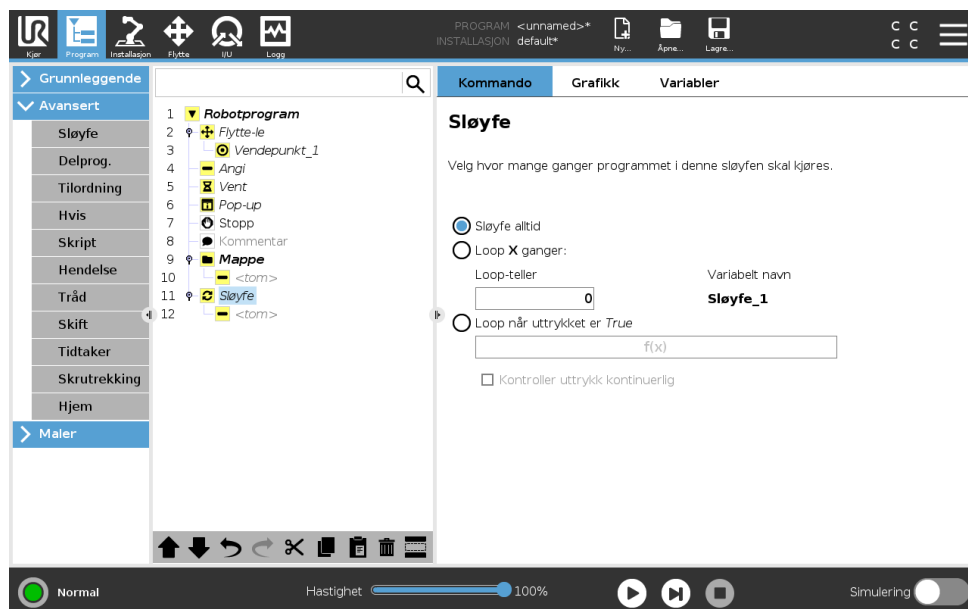 UR
Kjør
Program
Installasjon
Flytte
I/U
Logg
PROGRAM <unnamed>*
INSTALLASJON default*
Ny...
Åpne...
Lagre...
C C
C C
Grunnleggende
Avansert
Sløyfe
Delprog.
Tilordning
Hvis
Skript
Hendelse
Tråd
Skift
Tidtaker
Skrutrekking
Hjem
Maler
1 Robotprogram
2 Flytte-le
3 Vendepunkt_1
4 Angi
5 Vent
6 Pop-up
7 Stopp
8 Kommentar
9 Mappe
10 <tom>
11 Sløyfe
12 <tom>
Kommando Grafikk Variabler
Sløyfe
Velg hvor mange ganger programmet i denne sløyfen skal kjøres.
Sløyfe alltid
Loop X ganger:
Loop-teller Variabelt navn
0 Sløyfe_1
Loop når uttrykket er True
f(x)
Kontroller uttrykk kontinuerlig
Normal
Hastighet 100%
Simulering